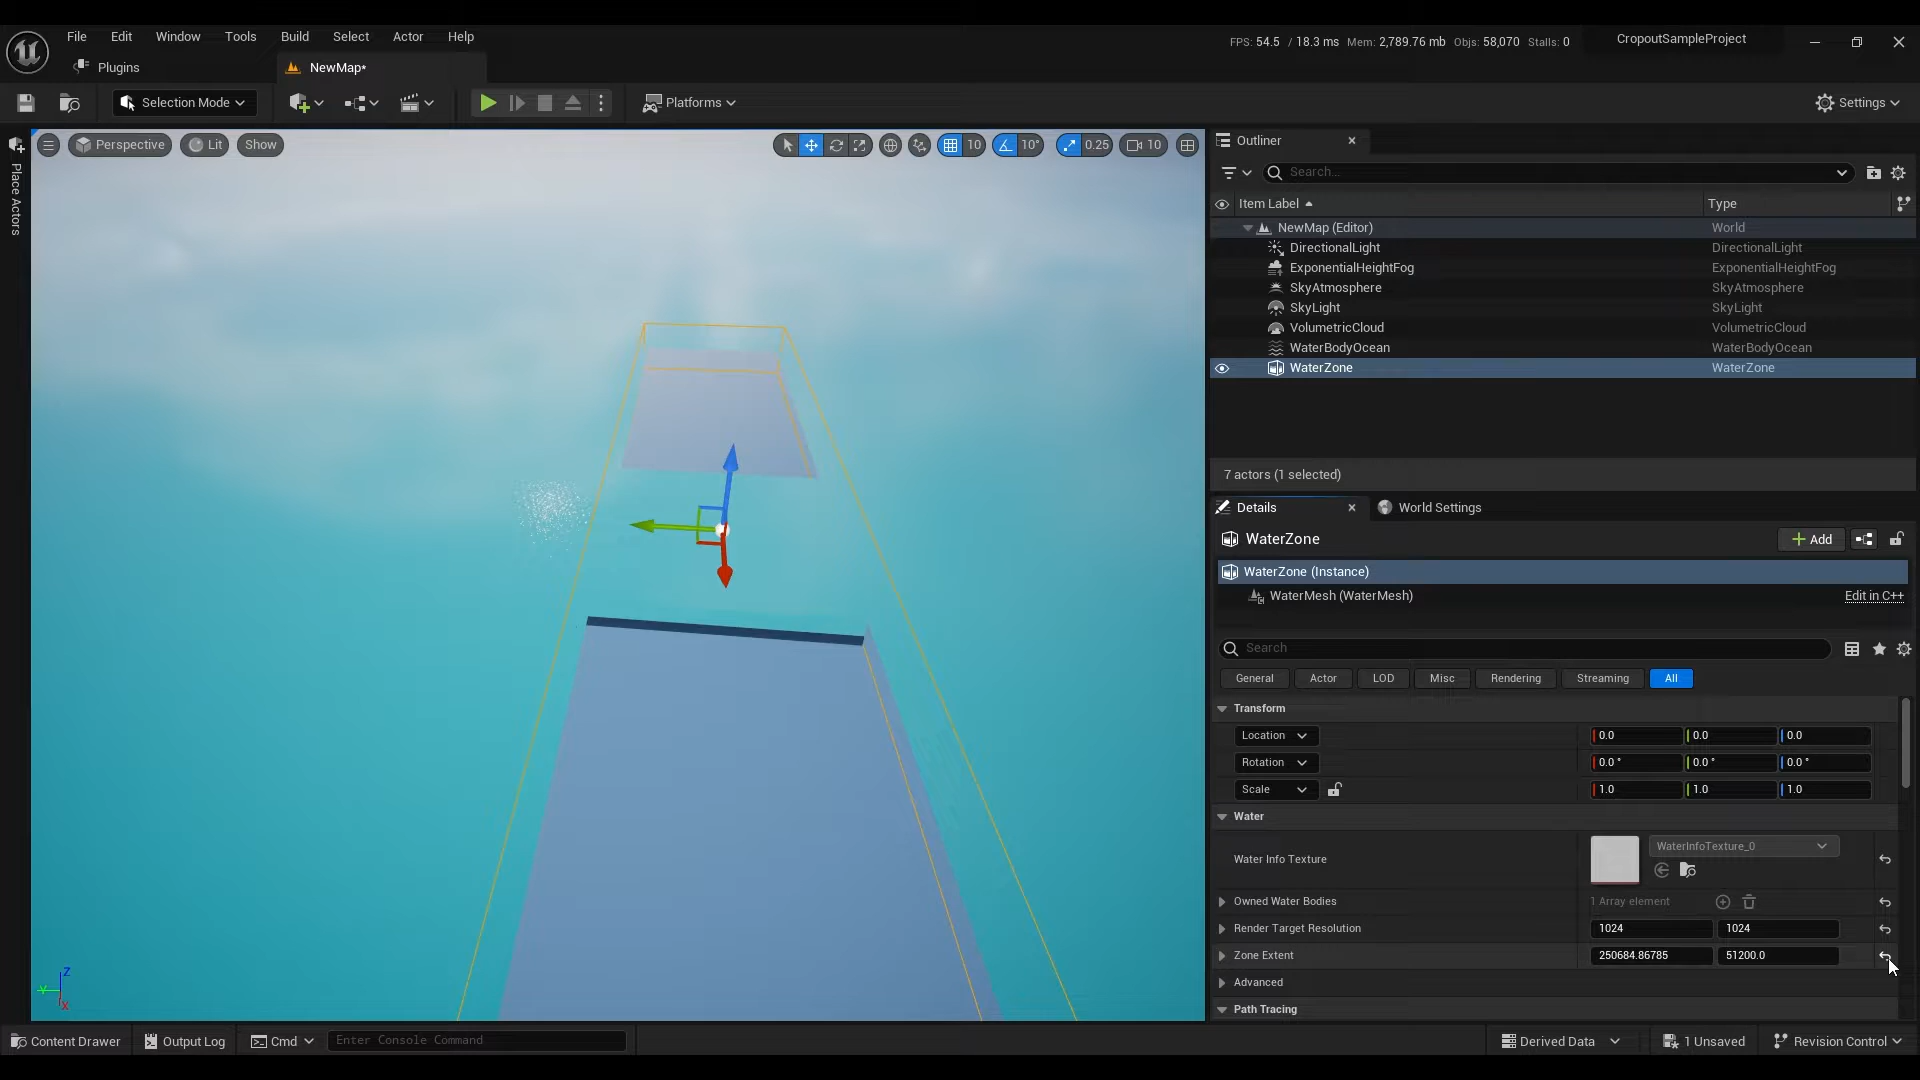 File Edit Window Tools Build Select Actor Help
FPS: 54.5 / 18.3 ms Mem: 2,789.76 mb Objs: 58,070 Stalls: 0
CropoutSampleProject
Plugins
NewMap*
Selection Mode
Platforms
Settings
Place Actors
Perspective Lit Show
10 10° 0.25 10
Outliner
Search...
Item Label Type
NewMap (Editor) World
DirectionalLight DirectionalLight
ExponentialHeightFog ExponentialHeightFog
SkyAtmosphere SkyAtmosphere
SkyLight SkyLight
VolumetricCloud VolumetricCloud
WaterBodyOcean WaterBodyOcean
WaterZone WaterZone
7 actors (1 selected)
Details World Settings
WaterZone Add
WaterZone (Instance)
WaterMesh (WaterMesh) Edit in C++
Search
General Actor LOD Misc Rendering Streaming All
Transform
Location 0.0 0.0 0.0
Rotation 0.0 ° 0.0 ° 0.0 °
Scale 1.0 1.0 1.0
Water
Water Info Texture WaterInfoTexture_0
Owned Water Bodies 1 Array element
Render Target Resolution 1024 1024
Zone Extent 250684.86785 51200.0
Advanced
Path Tracing
Z
Y
X
Content Drawer Output Log Cmd Enter Console Command Derived Data 1 Unsaved Revision Control